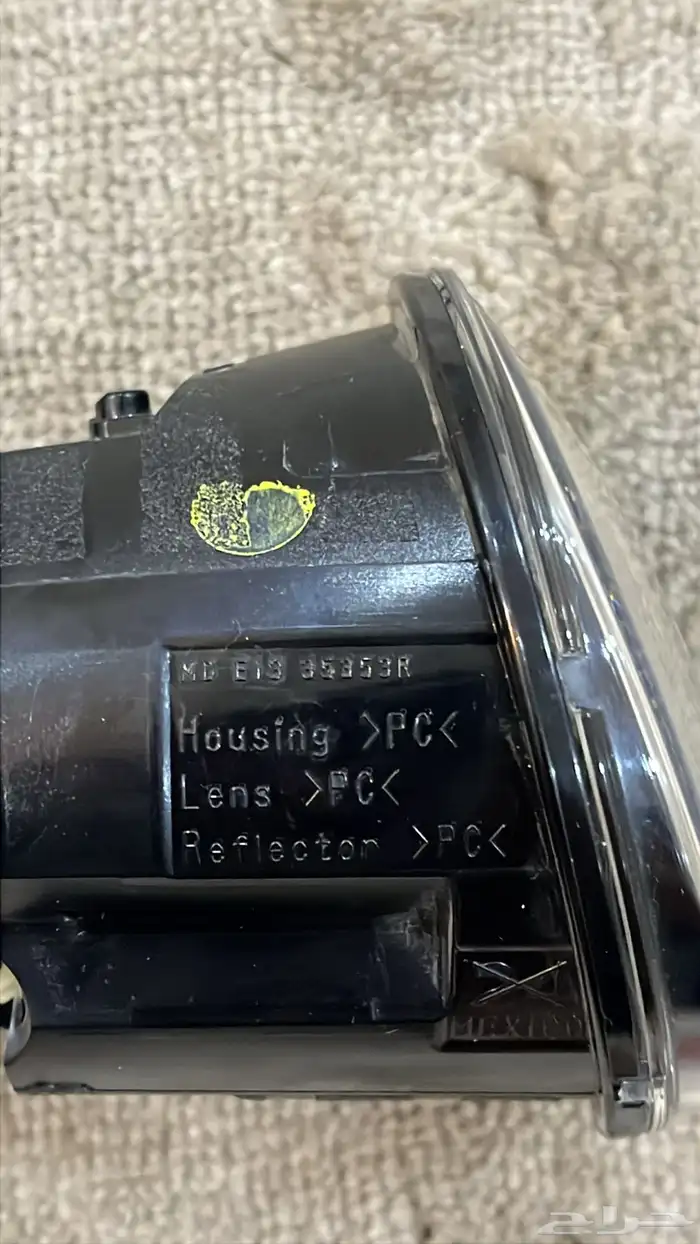 MD E13 35353R
Housing >PC<
Lens >PC<
Reflector >PC<
MEXICO
حراج